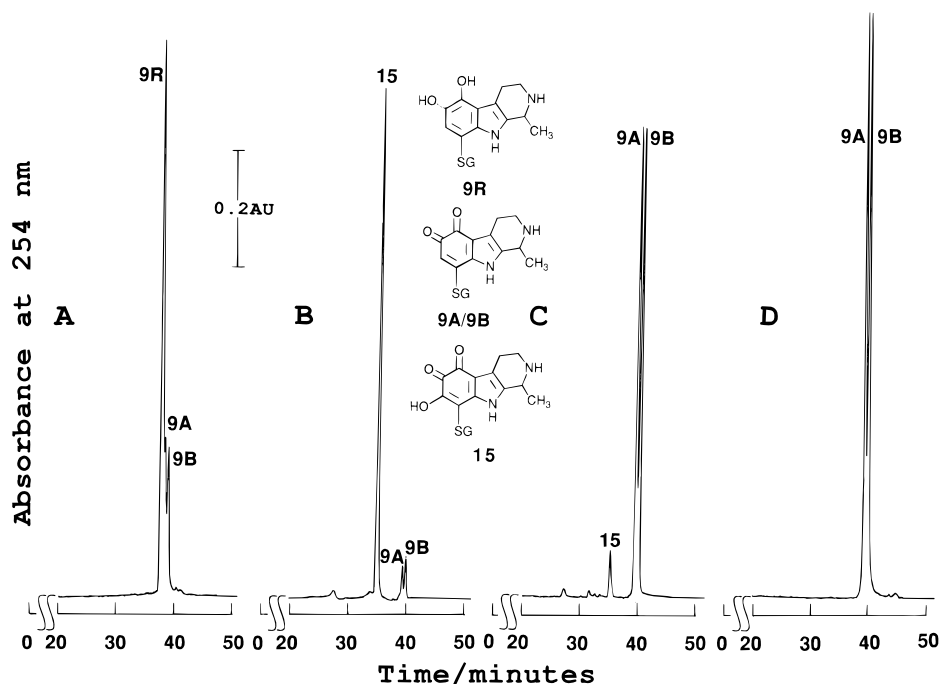 9R
15
OH
HO
NH
N
H
CH3
SG
9R
0.2AU
9A 9B
9A 9B
O
O
NH
N
H
CH3
SG
9A/9B
A
B
C
D
O
O
NH
HO
N
H
CH3
SG
15
9A
9B
9A
9B
15
Absorbance at 254 nm
0 20 30 40 50
0 20 30 40 50
0 20 30 40 50
0 20 30 40 50
Time/minutes